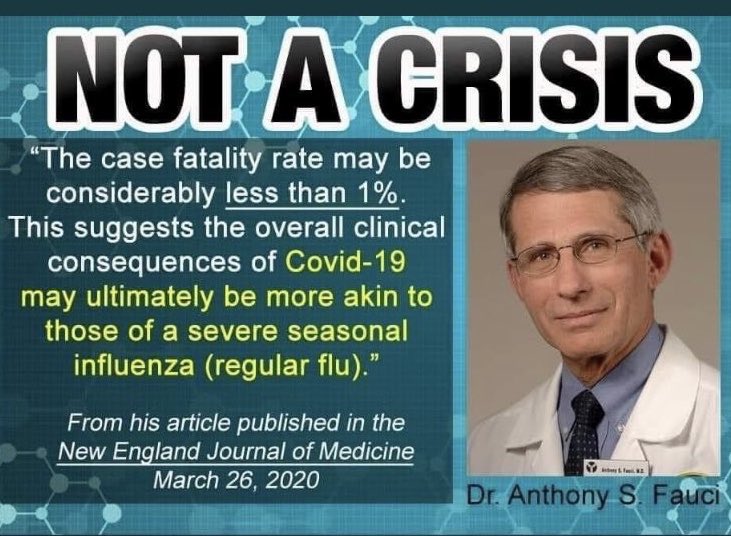 NOT A CRISIS
“The case fatality rate may be
considerably less than 1%.
This suggests the overall clinical
consequences of Covid-19
may ultimately be more akin to
those of a severe seasonal
influenza (regular flu).”
From his article published in the
New England Journal of Medicine
March 26, 2020
Anthony S. Fauci, M.D.
Dr. Anthony S. Fauci